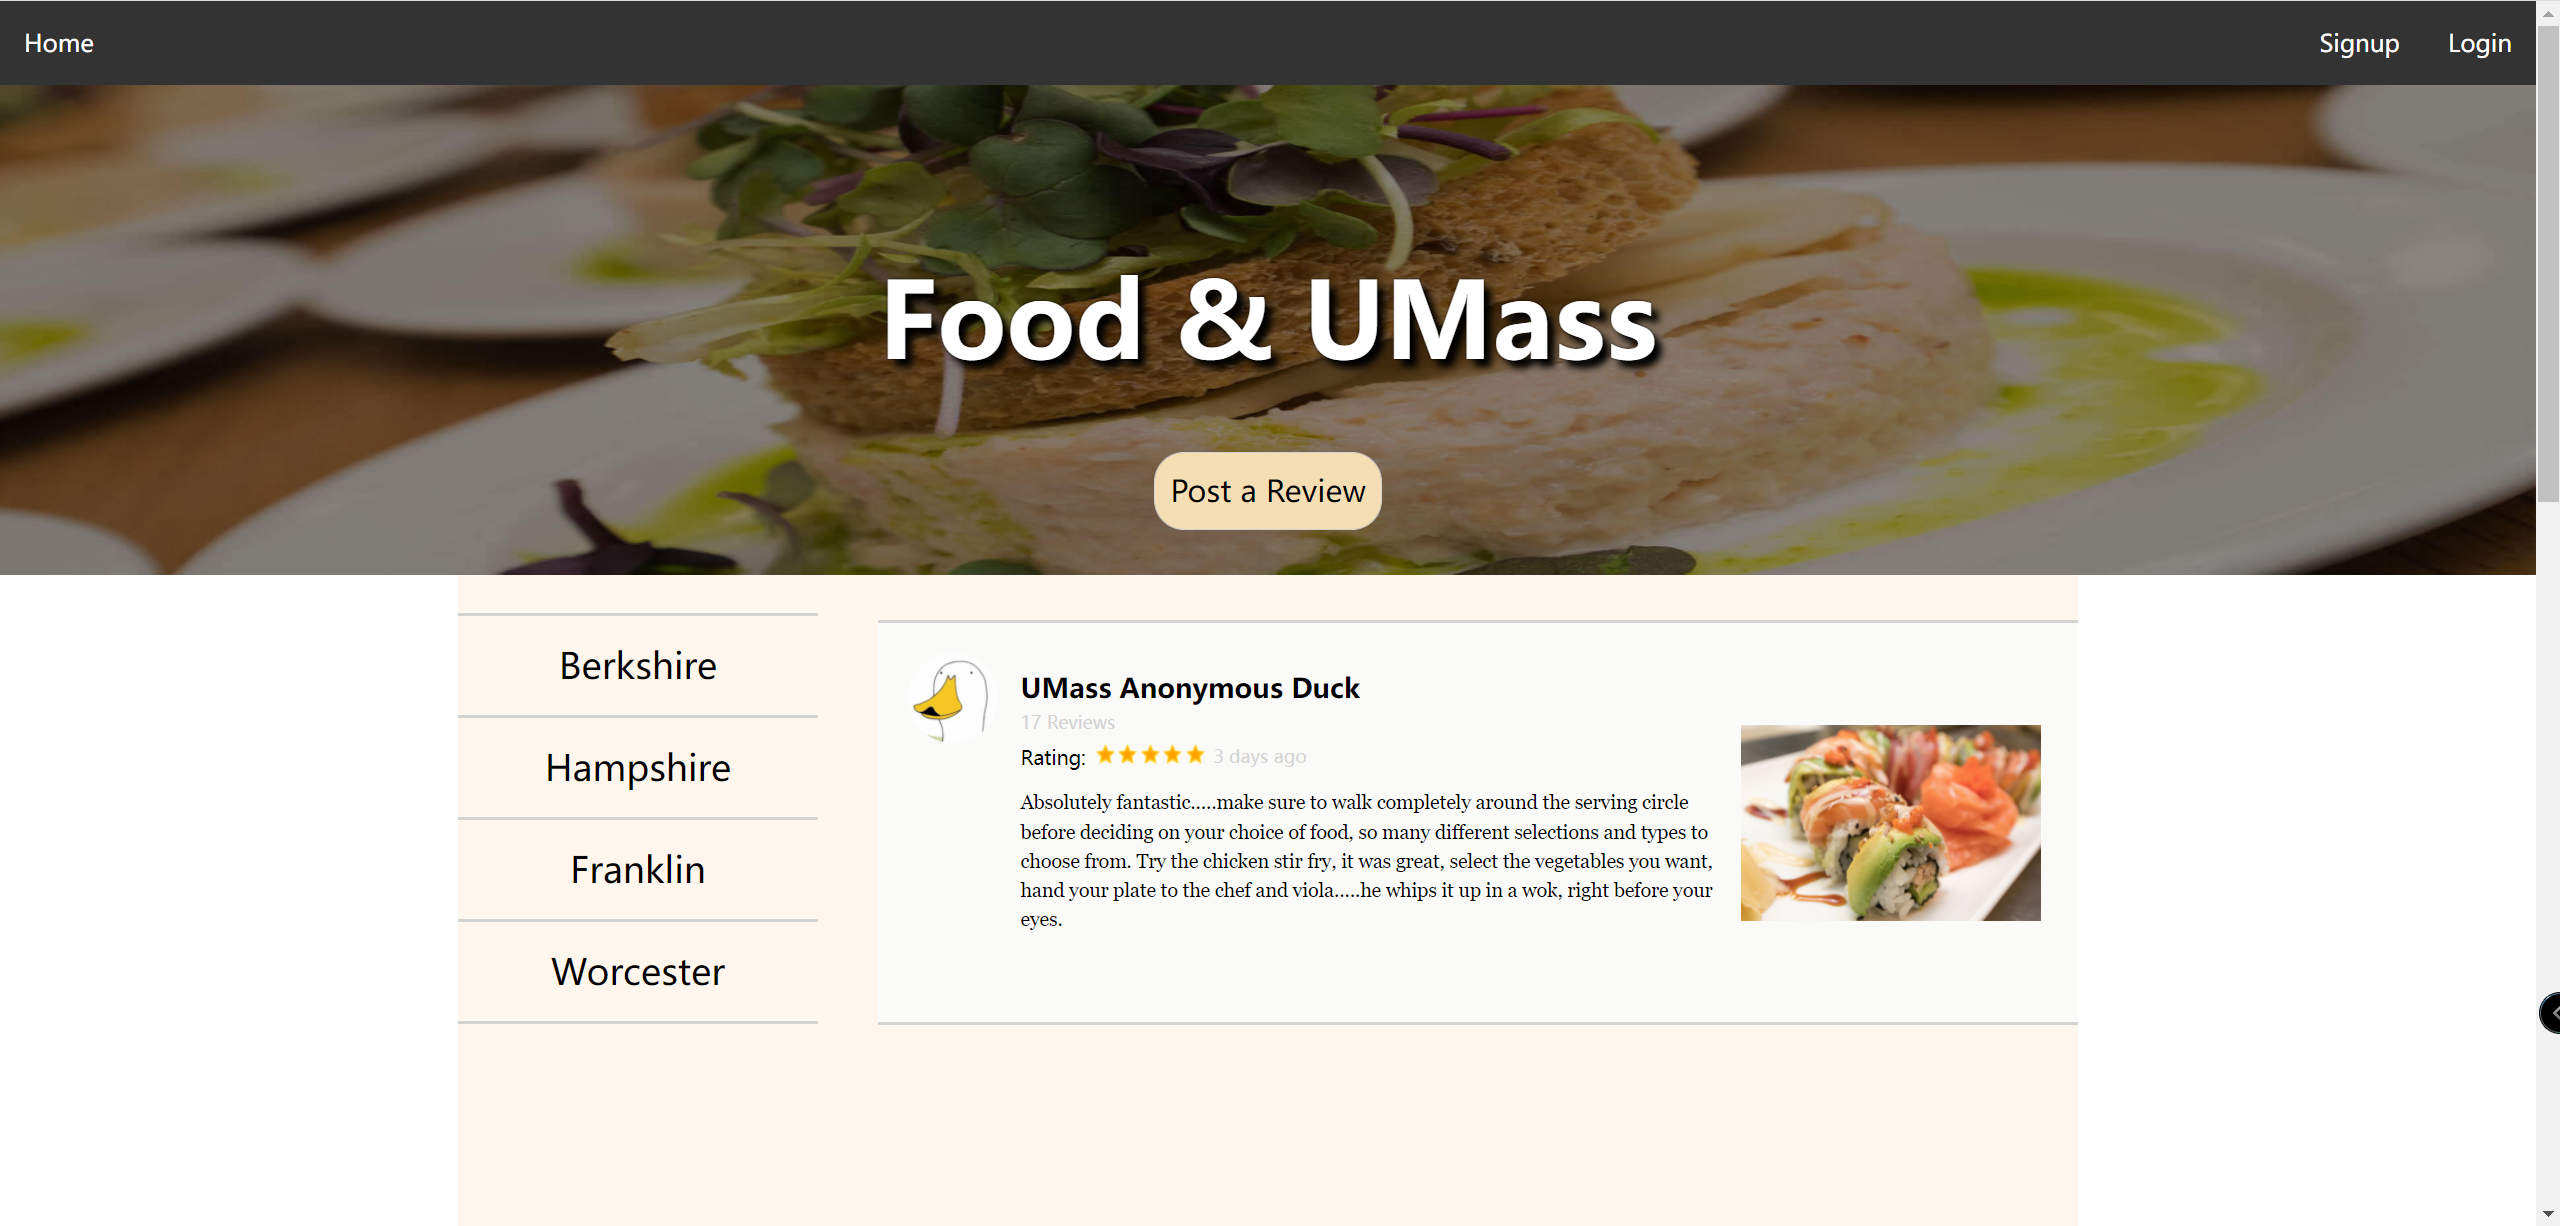 Home
Signup
Login
Food & UMass
Post a Review
Berkshire
Hampshire
Franklin
Worcester
UMass Anonymous Duck
17 Reviews
Rating: 3 days ago
Absolutely fantastic.....make sure to walk completely around the serving circle
before deciding on your choice of food, so many different selections and types to
choose from. Try the chicken stir fry, it was great, select the vegetables you want,
hand your plate to the chef and viola.....he whips it up in a wok, right before your
eyes.